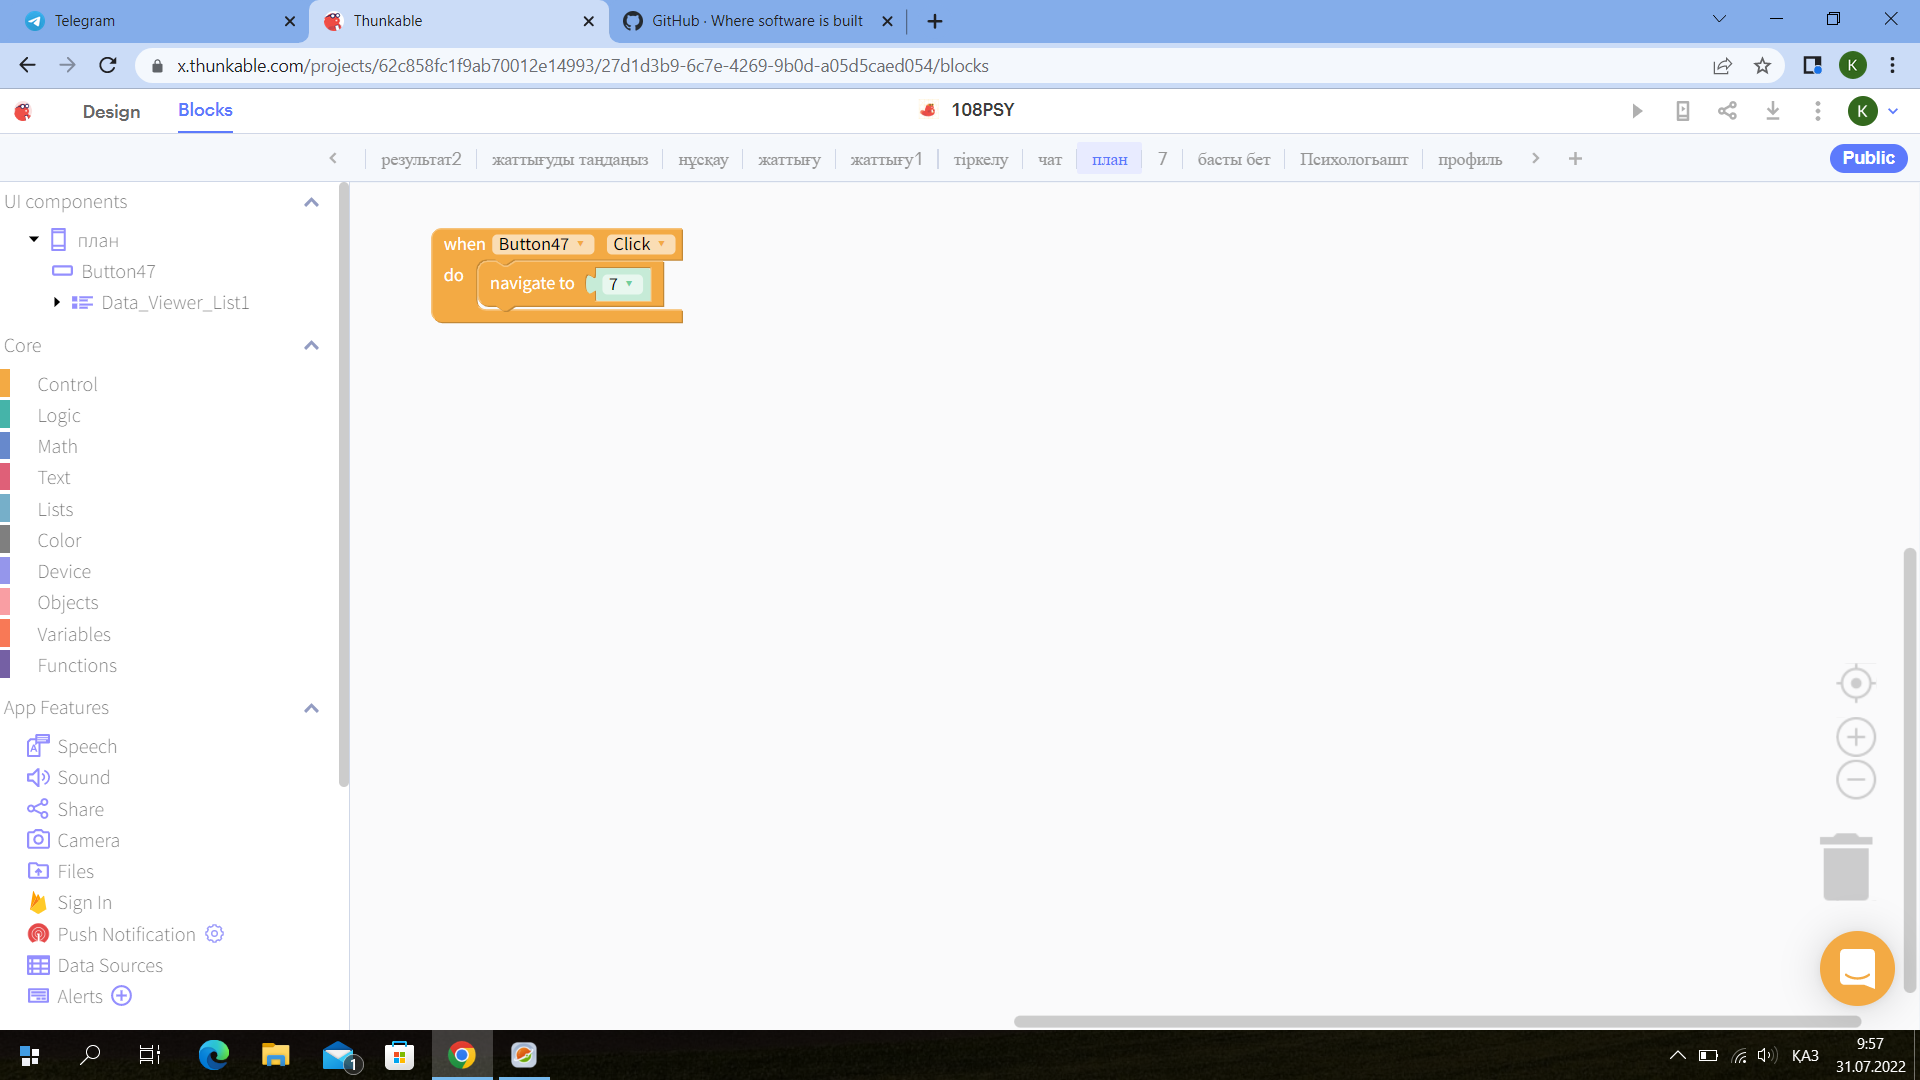 Telegram
Thunkable
GitHub · Where software is built
x.thunkable.com/projects/62c858fc1f9ab70012e14993/27d1d3b9-6c7e-4269-9b0d-a05d5caed054/blocks
K
Design
Blocks
108PSY
K
результат2
жаттығуды таңдаңыз
нұсқау
жаттығу
жаттығу1
тіркелу
чат
план
7
басты бет
Психологьашт
профиль
Public
UI components
план
Button47
Data_Viewer_List1
when Button47 Click
do navigate to 7
Core
Control
Logic
Math
Text
Lists
Color
Device
Objects
Variables
Functions
App Features
Speech
Sound
Share
Camera
Files
Sign In
Push Notification
Data Sources
Alerts
1
ҚАЗ
9:57
31.07.2022